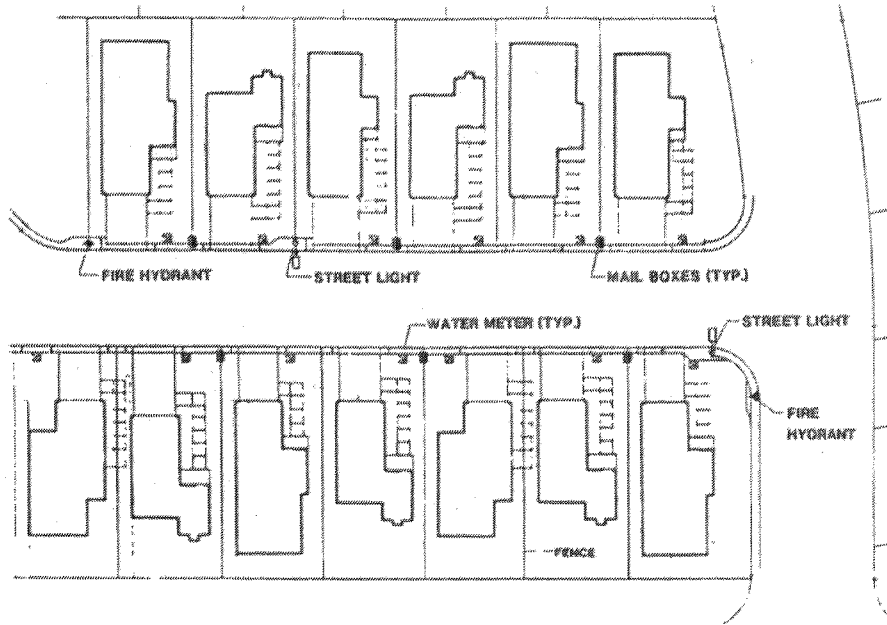 FIRE HYDRANT
STREET LIGHT
MAIL BOXES (TYP.)
WATER METER (TYP.)
STREET LIGHT
FIRE
HYDRANT
FENCE